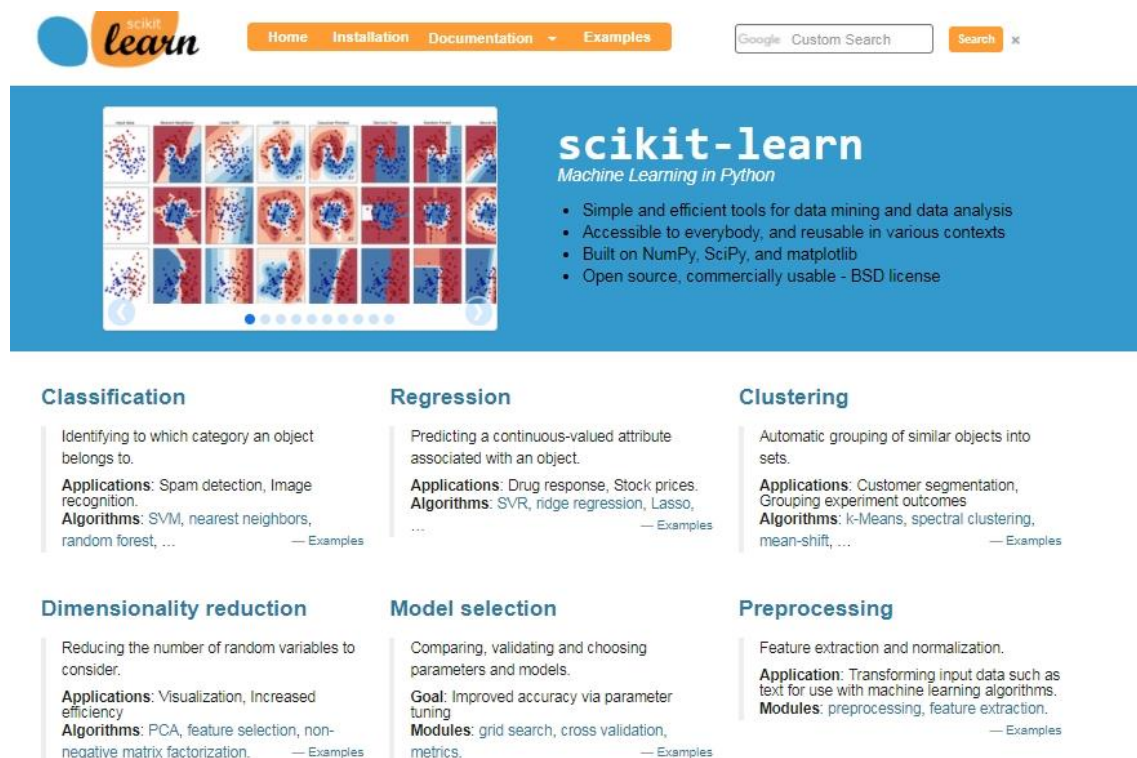 scikit
learn
Home Installation Documentation Examples
Google Custom Search
Search ×
scikit-learn
Machine Learning in Python
• Simple and efficient tools for data mining and data analysis
• Accessible to everybody, and reusable in various contexts
• Built on NumPy, SciPy, and matplotlib
• Open source, commercially usable - BSD license
Classification
Identifying to which category an object
belongs to.
Applications: Spam detection, Image
recognition.
Algorithms: SVM, nearest neighbors,
random forest, ... — Examples
Regression
Predicting a continuous-valued attribute
associated with an object.
Applications: Drug response, Stock prices.
Algorithms: SVR, ridge regression, Lasso,
... — Examples
Clustering
Automatic grouping of similar objects into
sets.
Applications: Customer segmentation,
Grouping experiment outcomes
Algorithms: k-Means, spectral clustering,
mean-shift, ... — Examples
Dimensionality reduction
Reducing the number of random variables to
consider.
Applications: Visualization, Increased
efficiency
Algorithms: PCA, feature selection, non-
negative matrix factorization. — Examples
Model selection
Comparing, validating and choosing
parameters and models.
Goal: Improved accuracy via parameter
tuning
Modules: grid search, cross validation,
metrics. — Examples
Preprocessing
Feature extraction and normalization.
Application: Transforming input data such as
text for use with machine learning algorithms.
Modules: preprocessing, feature extraction.
— Examples